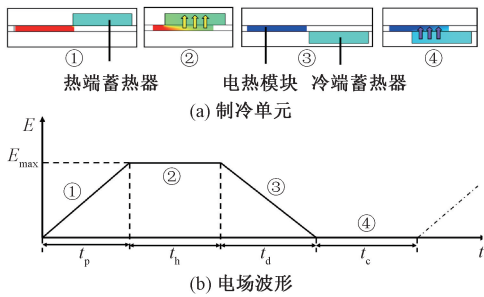 ① ② ③ ④
热端蓄热器 电热模块 冷端蓄热器
(a) 制冷单元
E
Emax
① ② ③ ④
tp th td tc t
(b) 电场波形